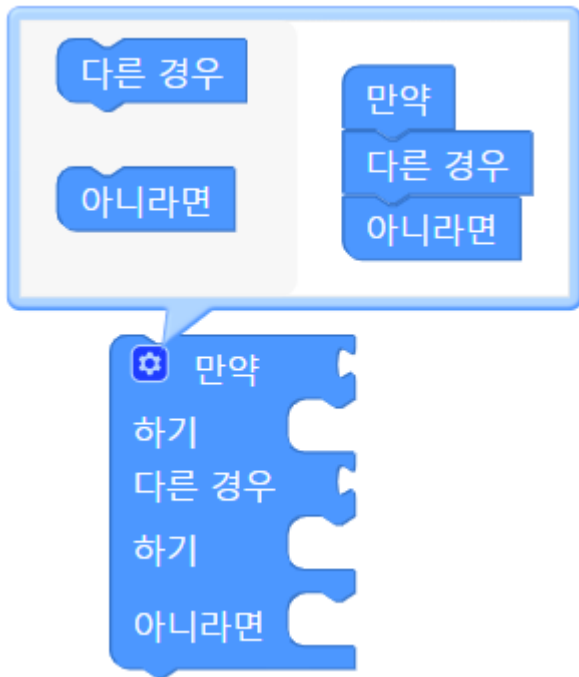 다른 경우
아니라면
만약
다른 경우
아니라면
만약
하기
다른 경우
하기
아니라면